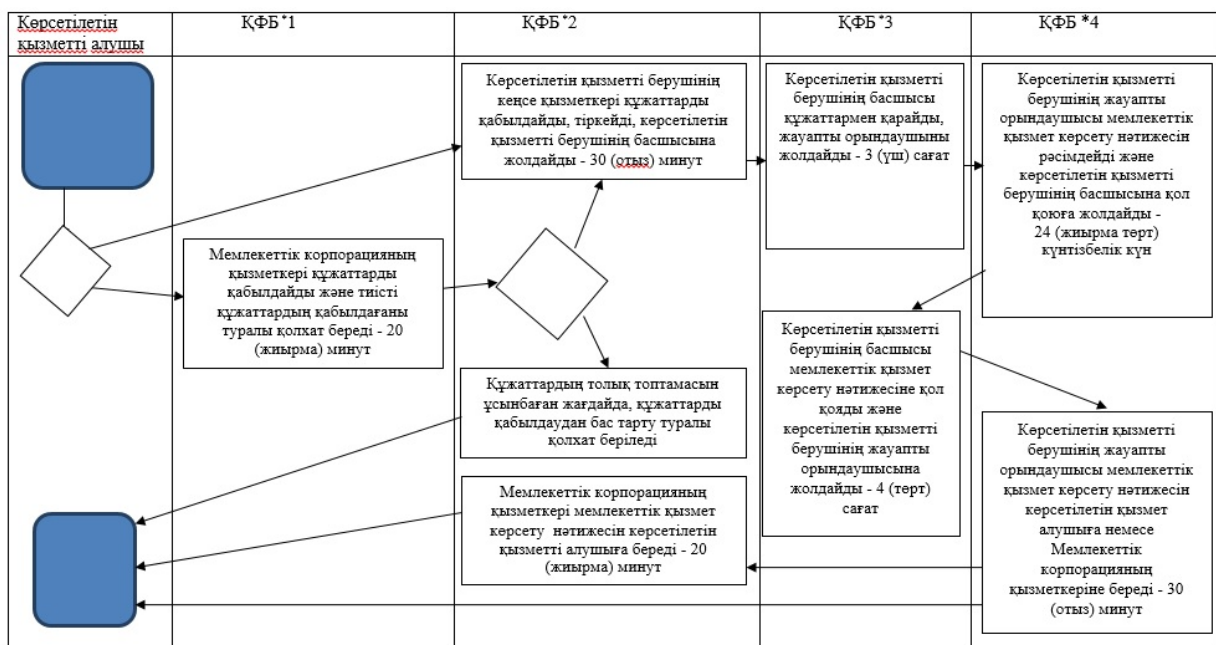 Көрсетілетін
қызметті алушы
ҚФБ *1
ҚФБ *2
ҚФБ *3
ҚФБ *4
Көрсетілетін қызметті берушінің
кеңсе қызметкері құжаттарды
қабылдайды, тіркейді, көрсетілетін
қызметті берушінің басшысына
жолдайды - 30 (отыз) минут
Көрсетілетін қызметті
берушінің басшысы
құжаттармен қарайды,
жауапты орындаушыны
жолдайды - 3 (үш) сағат
Көрсетілетін қызметті
берушінің жауапты
орындаушысы мемлекеттік
қызмет көрсету нәтижесін
рәсімдейді және
көрсетілетін қызметті
берушінің басшысына қол
қоюға жолдайды -
24 (жиырма төрт)
күнтізбелік күн
Мемлекеттік корпорацияның
қызметкері құжаттарды
қабылдайды және тиісті
құжаттардың қабылдағаны
туралы қолхат береді - 20
(жиырма) минут
Құжаттардың толық топтамасын
ұсынбаған жағдайда, құжаттарды
қабылдаудан бас тарту туралы
қолхат беріледі
Мемлекеттік корпорацияның
қызметкері мемлекеттік қызмет
көрсету нәтижесін көрсетілетін
қызметті алушыға береді - 20
(жиырма) минут
Көрсетілетін қызметті
берушінің басшысы
мемлекеттік қызмет
көрсету нәтижесіне қол
қояды және
көрсетілетін қызметті
берушінің жауапты
орындаушысына
жолдайды - 4 (төрт)
сағат
Көрсетілетін қызметті
берушінің жауапты
орындаушысы мемлекеттік
қызмет көрсету нәтижесін
көрсетілетін қызмет
алушыға немесе
Мемлекеттік
корпорацияның
қызметкеріне береді - 30
(отыз) минут